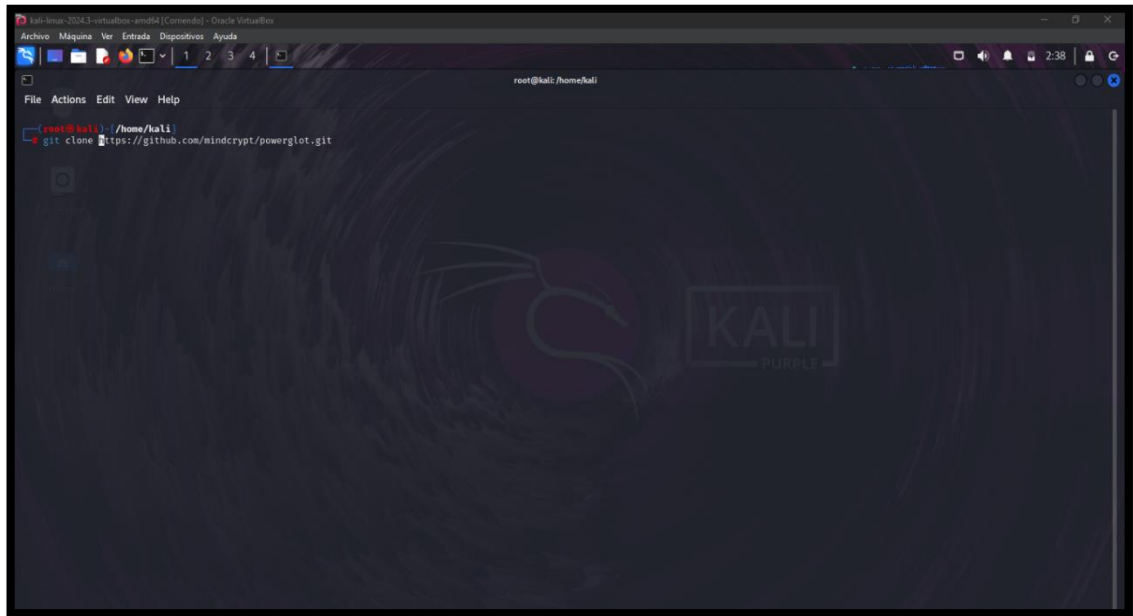 kali-linux-2024.3-virtualbox-amd64 [Corriendo] - Oracle VirtualBox
Archivo Máquina Ver Entrada Dispositivos Ayuda
1 2 3 4
2:38
root@kali: /home/kali
File Actions Edit View Help
(root㉿kali)-[/home/kali]
# git clone https://github.com/mindcrypt/powerglot.git
KALI
PURPLE